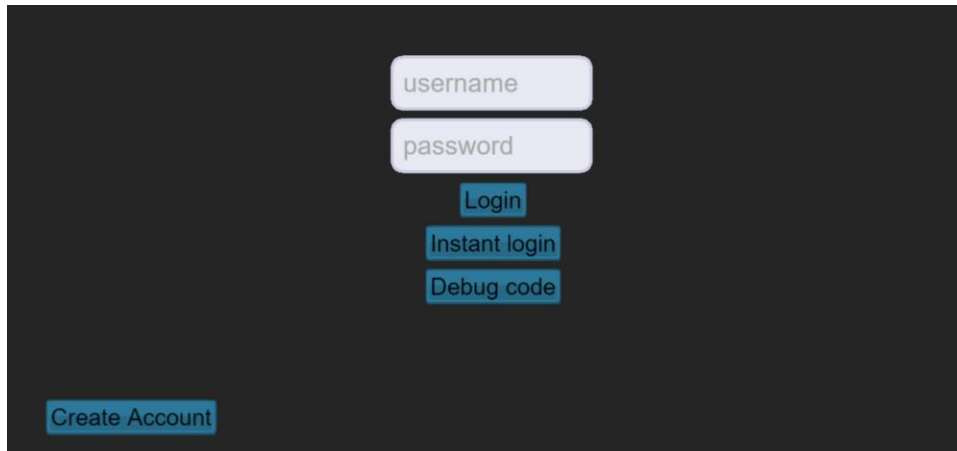 username
password
Login
Instant login
Debug code
Create Account